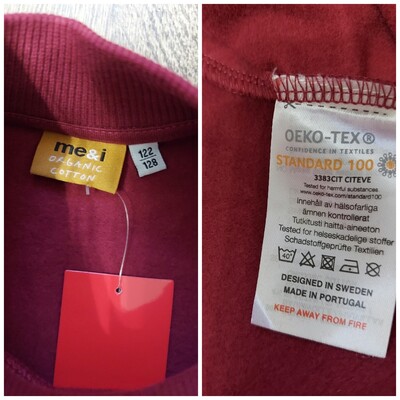 me&i
ORGANIC
COTTON
122
128
OEKO-TEX®
CONFIDENCE IN TEXTILES
STANDARD 100
3383CIT CITEVE
Tested for harmful substances
www.oeko-tex.com/standard100
Innehåll av hälsofarliga
ämnen kontrollerat
Tutkitusti haitta-aineeton
Tested for helseskadelige stoffer
Schadstoffgeprüfte Textilien
40°
DESIGNED IN SWEDEN
MADE IN PORTUGAL
KEEP AWAY FROM FIRE